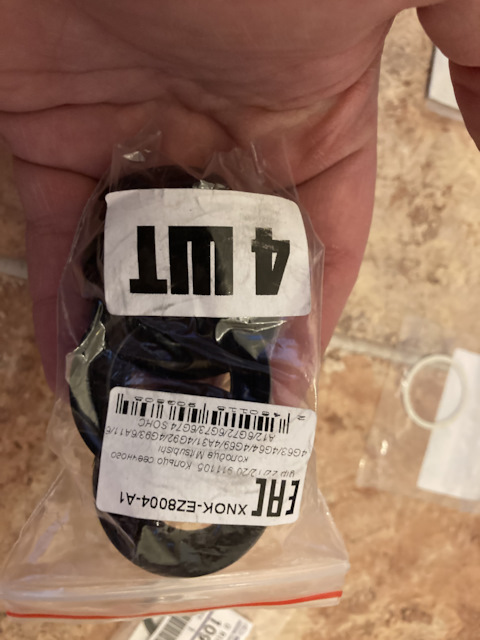 4 ШТ
EAC
XNOK-EZ8004-A1
911105 Кольцо свечного
колодца Mitsubishi
4G63/4G64/4G69/4A31/4G92/4G93/6A11/6
A12/6G72/6G73/6G74 SOHC